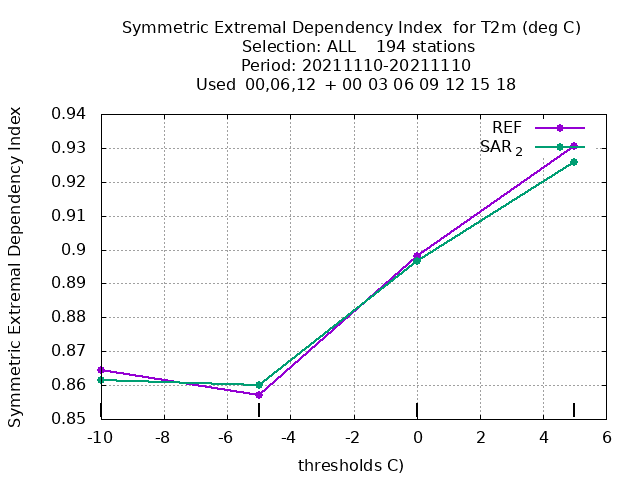 Symmetric Extremal Dependency Index  for T2m (deg C)
Selection: ALL    194 stations
Period: 20211110-20211110
Used  00,06,12  + 00 03 06 09 12 15 18
Symmetric Extremal Dependency Index
0.94
0.93
0.92
0.91
0.9
0.89
0.88
0.87
0.86
0.85
REF
SAR 2
-10 -8 -6 -4 -2 0 2 4 6
thresholds C)